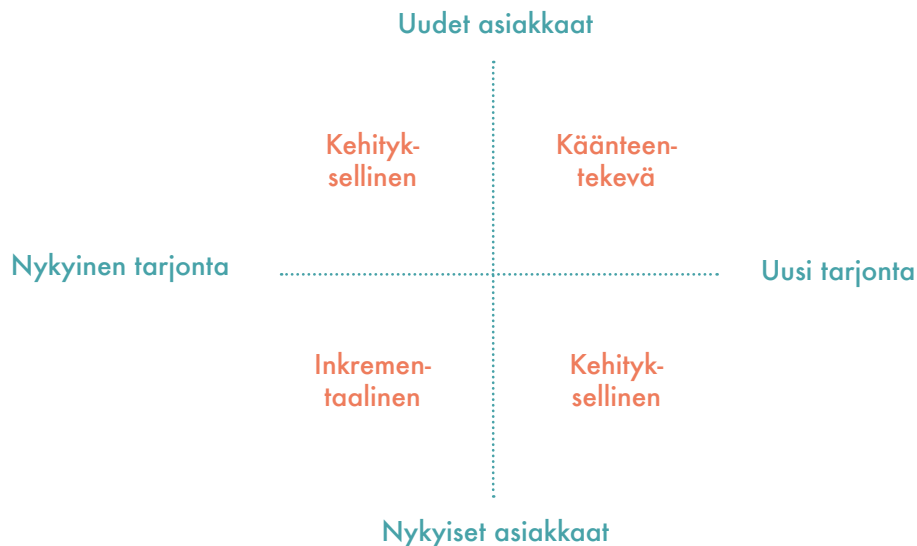 Uudet asiakkaat
Kehityk-
sellinen
Käänteen-
tekevä
Nykyinen tarjonta
Uusi tarjonta
Inkremen-
taalinen
Kehityk-
sellinen
Nykyiset asiakkaat